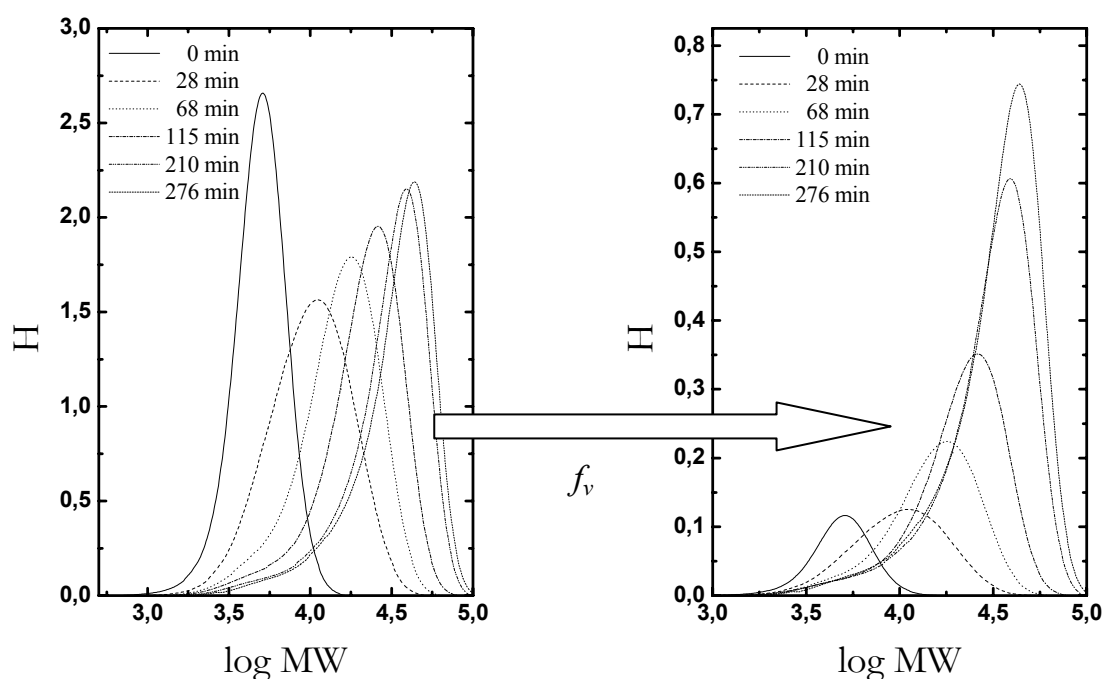 3,0
2,5
2,0
1,5
1,0
0,5
0,0
H
0 min
28 min
68 min
115 min
210 min
276 min
3,0 3,5 4,0 4,5 5,0
log MW
f_v
0,8
0,7
0,6
0,5
0,4
0,3
0,2
0,1
0,0
H
0 min
28 min
68 min
115 min
210 min
276 min
3,0 3,5 4,0 4,5 5,0
log MW